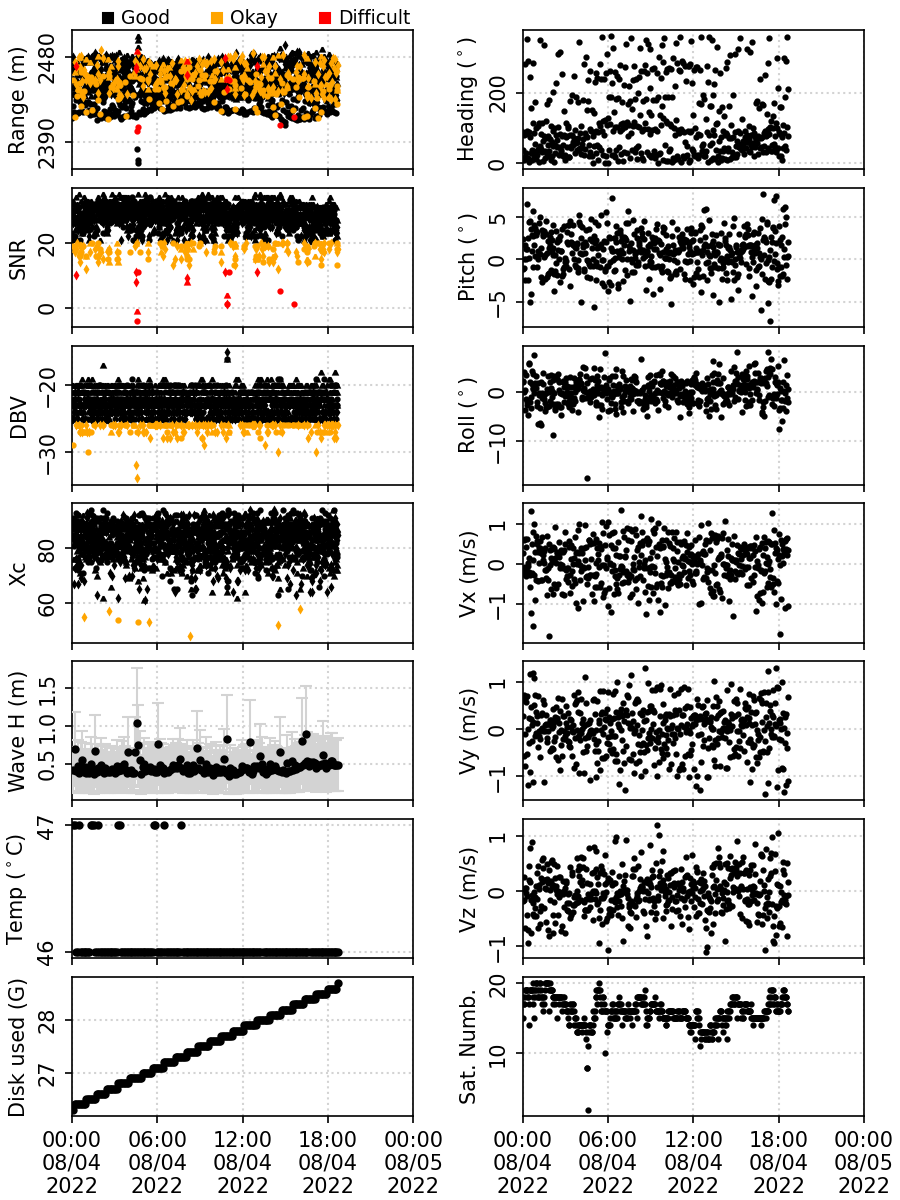 Good Okay Difficult
Range (m)
2480
2390
Heading (°)
200
0
SNR
20
0
Pitch (°)
5
0
−5
DBV
−20
−30
Roll (°)
0
−10
Xc
80
60
Vx (m/s)
1
0
−1
Wave H (m)
1.5
1.0
0.5
Vy (m/s)
1
0
−1
Temp (°C)
47
46
Vz (m/s)
1
0
−1
Disk used (G)
28
27
Sat. Numb.
20
10
00:00 06:00 12:00 18:00 00:00 00:00 06:00 12:00 18:00 00:00
08/04 08/04 08/04 08/04 08/05 08/04 08/04 08/04 08/04 08/05
2022 2022 2022 2022 2022 2022 2022 2022 2022 2022